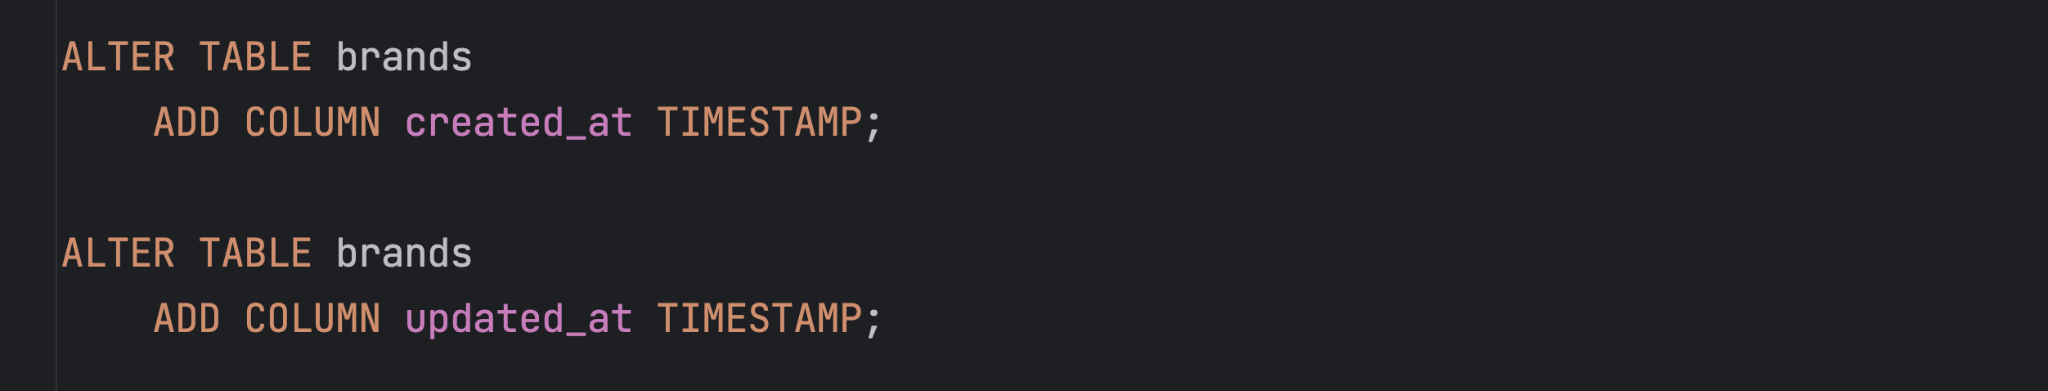 ALTER TABLE brands
    ADD COLUMN created_at TIMESTAMP;

ALTER TABLE brands
    ADD COLUMN updated_at TIMESTAMP;